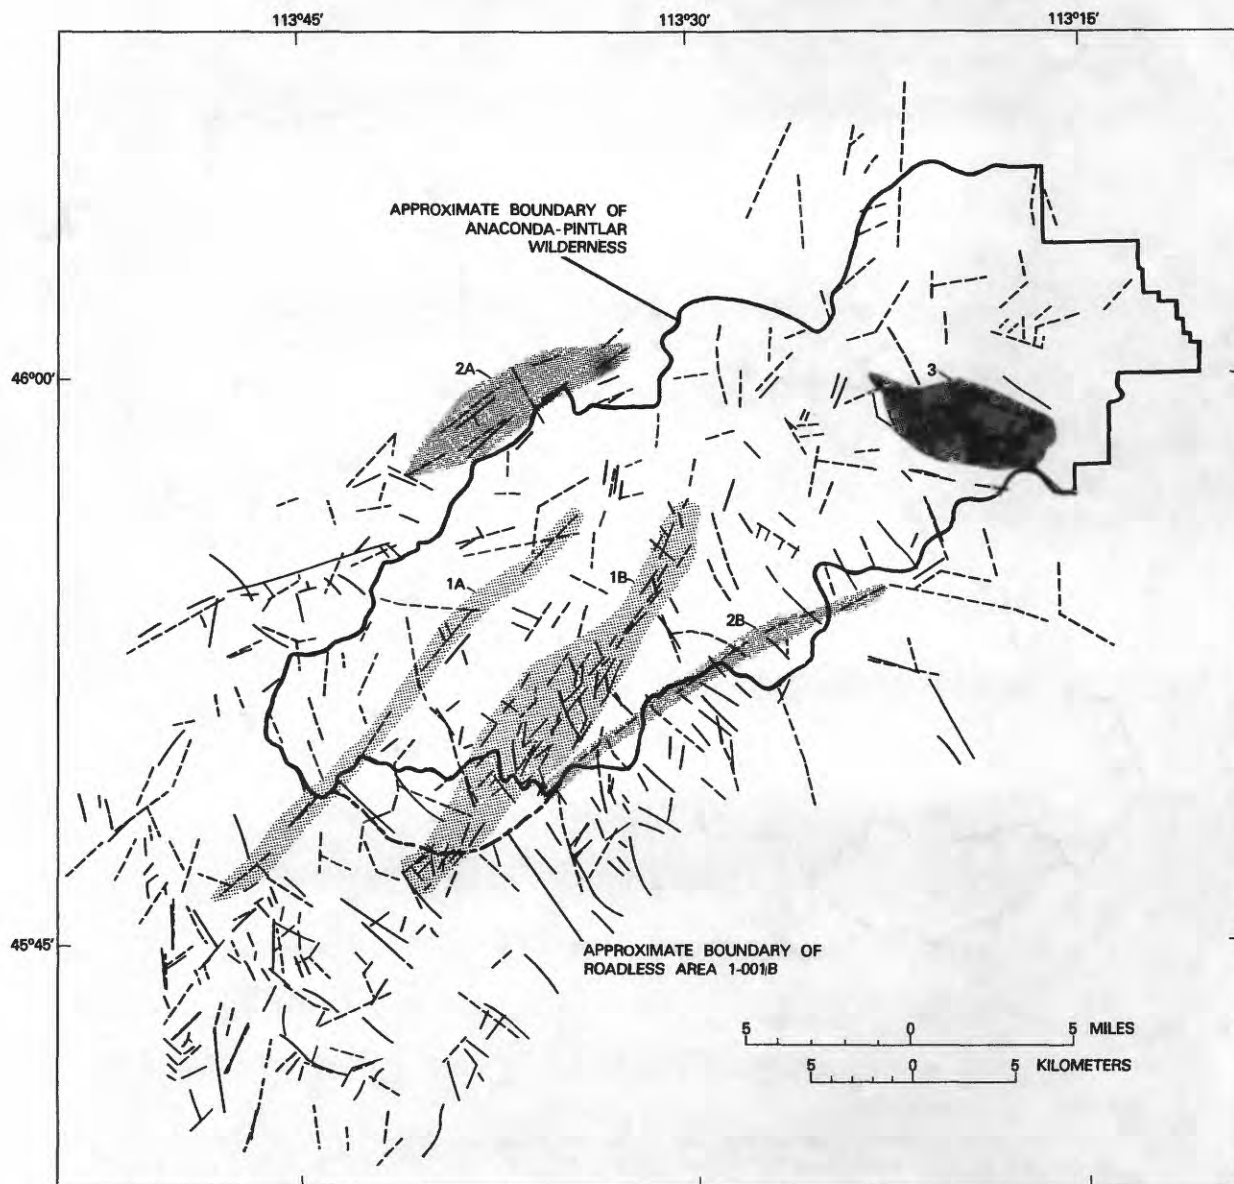 113°45′
113°30′
113°15′
APPROXIMATE BOUNDARY OF
ANACONDA-PINTLAR
WILDERNESS
2A
3
46°00′
1A
1B
2B
45°45′
APPROXIMATE BOUNDARY OF
ROADLESS AREA 1-001B
5 0 5 MILES
5 0 5 KILOMETERS